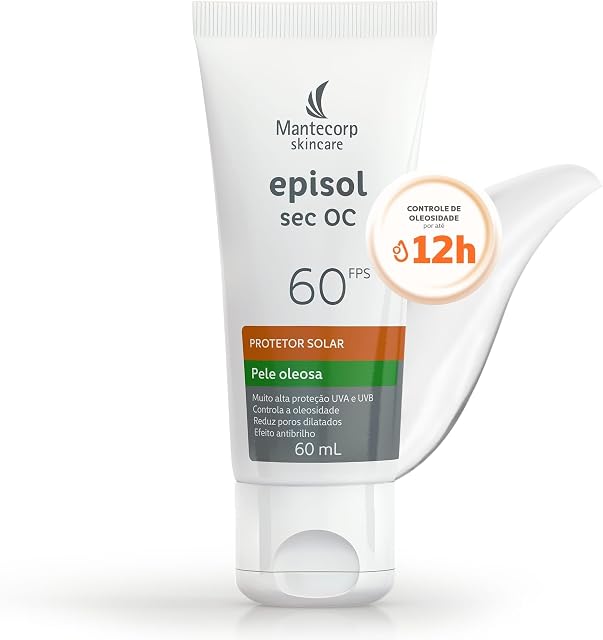 Mantecorp
skincare
episol
sec OC
60 FPS
CONTROLE DE
OLEOSIDADE
por até
12h
PROTETOR SOLAR
Pele oleosa
Muito alta proteção UVA e UVB
Controla a oleosidade
Reduz poros dilatados
Efeito antibrilho
60 mL